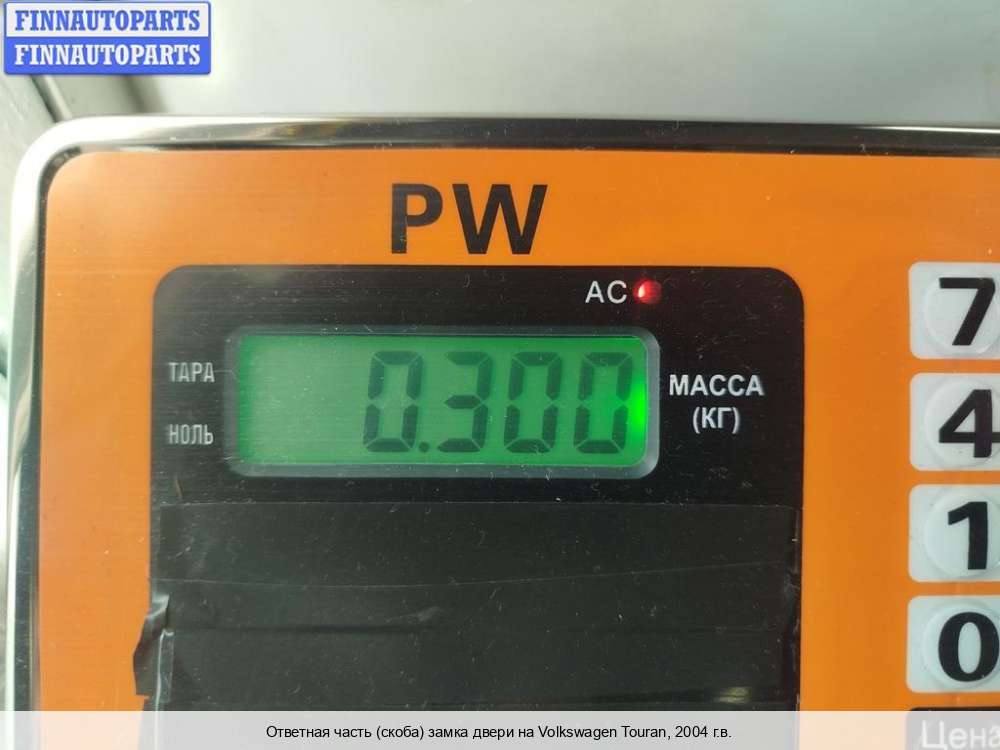 FINNAUTOPARTS
FINNAUTOPARTS
PW
AC
7
ТАРА
0.300
МАССА
(КГ)
4
НОЛЬ
1
0
Цена
Ответная часть (скоба) замка двери на Volkswagen Touran, 2004 г.в.